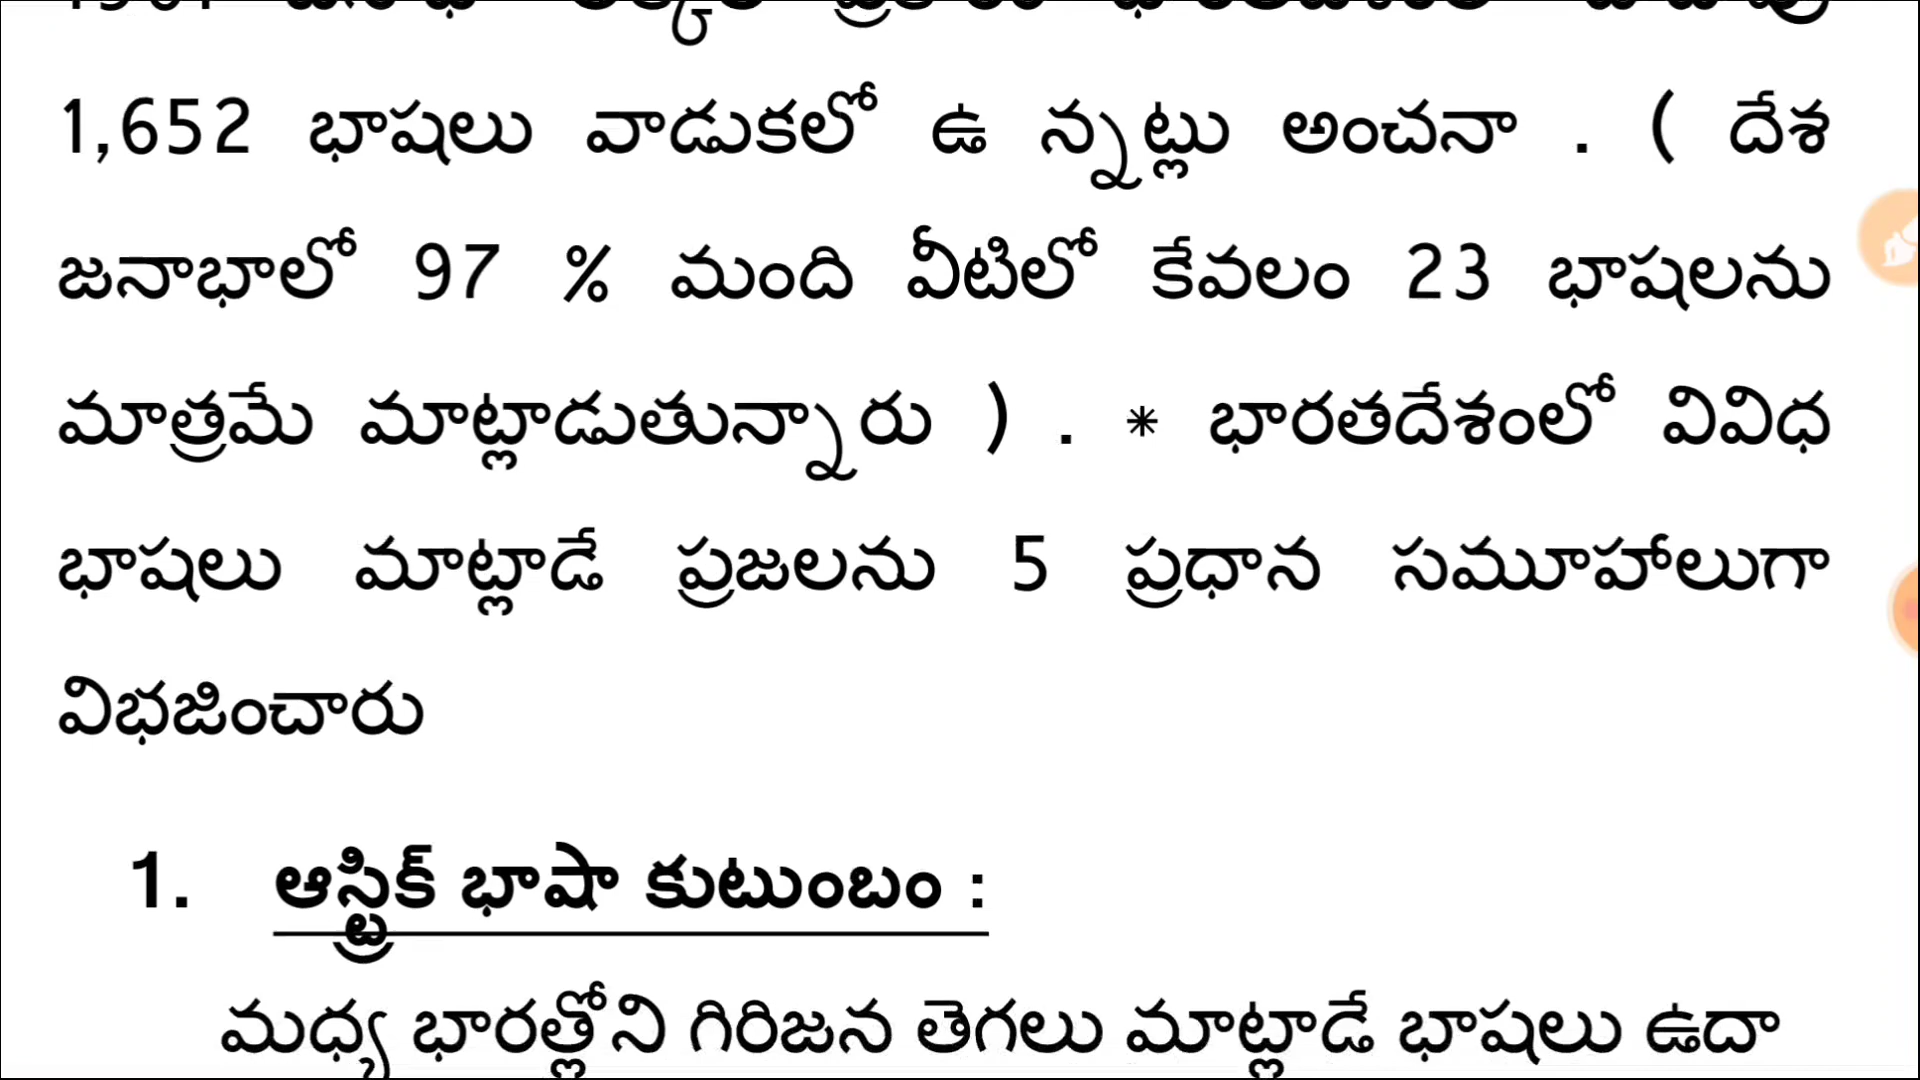 1,652 భాషలు వాడుకలో ఉ న్నట్లు అంచనా . ( దేశ
జనాభాలో 97 % మంది వీటిలో కేవలం 23 భాషలను
మాత్రమే మాట్లాడుతున్నారు ) . * భారతదేశంలో వివిధ
భాషలు మాట్లాడే ప్రజలను 5 ప్రధాన సమూహాలుగా
విభజించారు
1. ఆస్ట్రిక్ భాషా కుటుంబం :
మధ్య భారత్లోని గిరిజన తెగలు మాట్లాడే భాషలు ఉదా